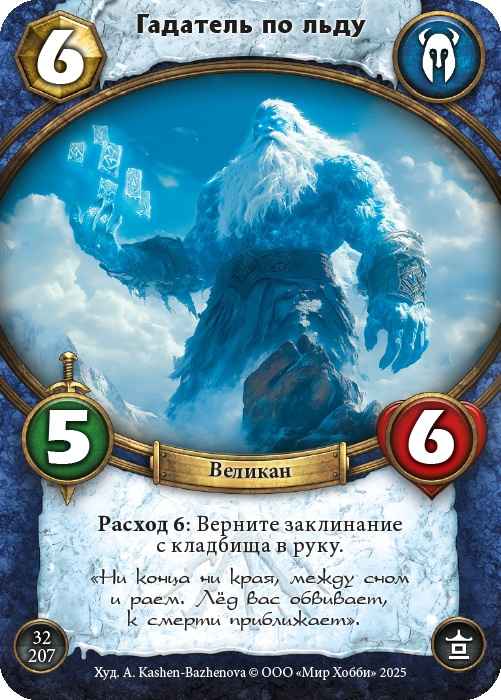 Гадатель по льду
6
5
6
Великан
Расход 6: Верните заклинание
с кладбища в руку.
«Ни конца ни края, между сном
и раем. Лёд вас обвивает,
к смерти приближает».
32
207
Худ. A. Kashen-Bazhenova © ООО «Мир Хобби» 2025